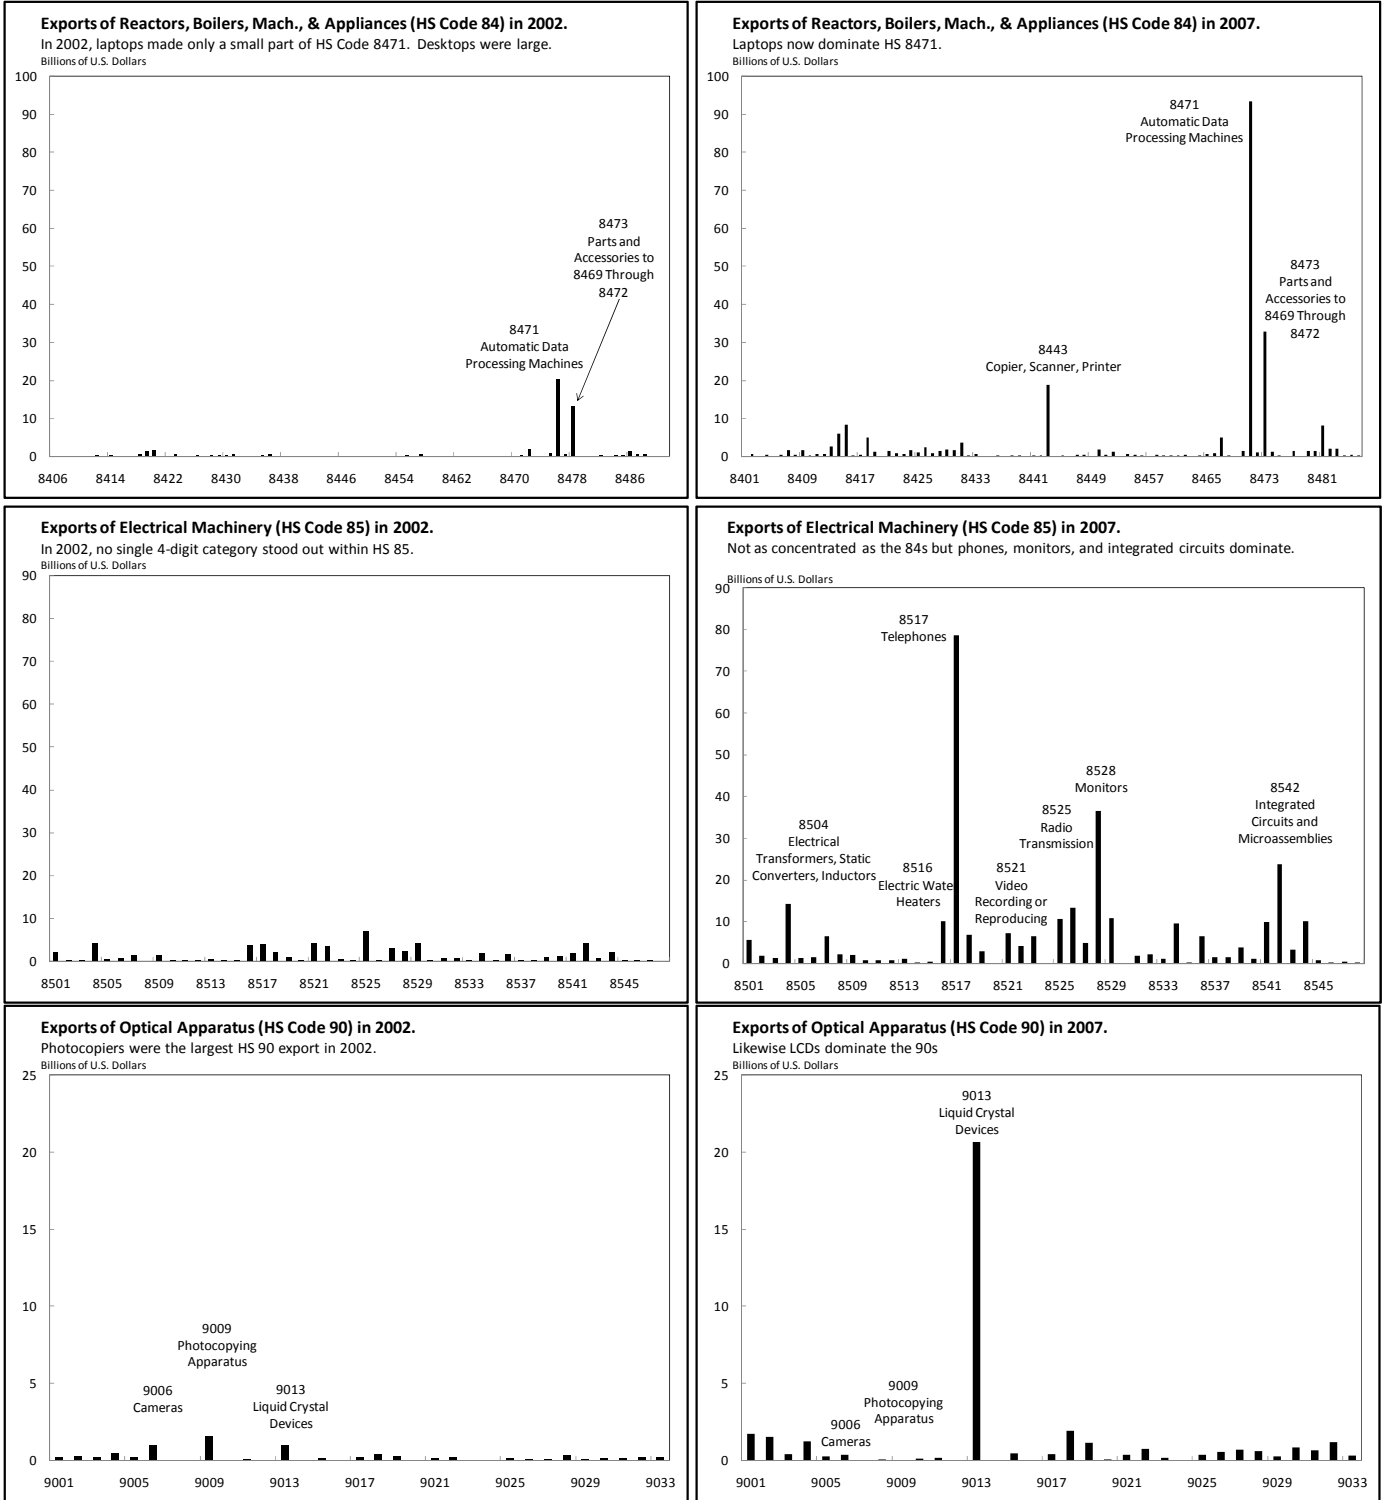 Exports of Reactors, Boilers, Mach., & Appliances (HS Code 84) in 2002.
In 2002, laptops made only a small part of HS Code 8471. Desktops were large.
Billions of U.S. Dollars
100
90
80
70
60
50
40
30
20
10
0
8473
Parts and
Accessories to
8469 Through
8472
8471
Automatic Data
Processing Machines
8406 8414 8422 8430 8438 8446 8454 8462 8470 8478 8486
Exports of Reactors, Boilers, Mach., & Appliances (HS Code 84) in 2007.
Laptops now dominate HS 8471.
Billions of U.S. Dollars
100
90
80
70
60
50
40
30
20
10
0
8471
Automatic Data
Processing Machines
8473
Parts and
Accessories to
8469 Through
8472
8443
Copier, Scanner, Printer
8401 8409 8417 8425 8433 8441 8449 8457 8465 8473 8481
Exports of Electrical Machinery (HS Code 85) in 2002.
In 2002, no single 4-digit category stood out within HS 85.
Billions of U.S. Dollars
90
80
70
60
50
40
30
20
10
0
8501 8505 8509 8513 8517 8521 8525 8529 8533 8537 8541 8545
Exports of Electrical Machinery (HS Code 85) in 2007.
Not as concentrated as the 84s but phones, monitors, and integrated circuits dominate.
Billions of U.S. Dollars
90
80
70
60
50
40
30
20
10
0
8517
Telephones
8528
Monitors
8542
Integrated
Circuits and
Microassemblies
8525
Radio
Transmission
8504
Electrical
Transformers, Static
Converters, Inductors
8516
Electric Wate
Heaters
8521
Video
Recording or
Reproducing
8501 8505 8509 8513 8517 8521 8525 8529 8533 8537 8541 8545
Exports of Optical Apparatus (HS Code 90) in 2002.
Photocopiers were the largest HS 90 export in 2002.
Billions of U.S. Dollars
25
20
15
10
5
0
9009
Photocopying
Apparatus
9006
Cameras
9013
Liquid Crystal
Devices
9001 9005 9009 9013 9017 9021 9025 9029 9033
Exports of Optical Apparatus (HS Code 90) in 2007.
Likewise LCDs dominate the 90s
Billions of U.S. Dollars
25
20
15
10
5
0
9013
Liquid Crystal
Devices
9009
Photocopying
Apparatus
9006
Cameras
9001 9005 9009 9013 9017 9021 9025 9029 9033